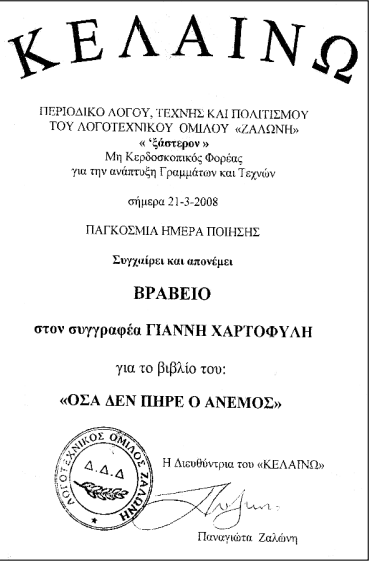 ΚΕΛΑΙΝΩ
ΠΕΡΙΟΔΙΚΟ ΛΟΓΟΥ, ΤΕΧΝΗΣ ΚΑΙ ΠΟΛΙΤΙΣΜΟΥ
ΤΟΥ ΛΟΓΟΤΕΧΝΙΚΟΥ ΟΜΙΛΟΥ «ΖΑΛΩΝΗ»
« ‘ξάστερον »
Μη Κερδοσκοπικός Φορέας
για την ανάπτυξη Γραμμάτων και Τεχνών
σήμερα 21-3-2008
ΠΑΓΚΟΣΜΙΑ ΗΜΕΡΑ ΠΟΙΗΣΗΣ
Συγχαίρει και απονέμει
ΒΡΑΒΕΙΟ
στον συγγραφέα ΓΙΑΝΝΗ ΧΑΡΤΟΦΥΛΗ
για το βιβλίο του:
«ΟΣΑ ΔΕΝ ΠΗΡΕ Ο ΑΝΕΜΟΣ»
ΛΟΓΟΤΕΧΝΙΚΟΣ ΟΜΙΛΟΣ ΖΑΛΩΝΗ
Δ.Δ.Δ
Η Διευθύντρια του «ΚΕΛΑΙΝΩ»
Παναγιώτα Ζαλώνη